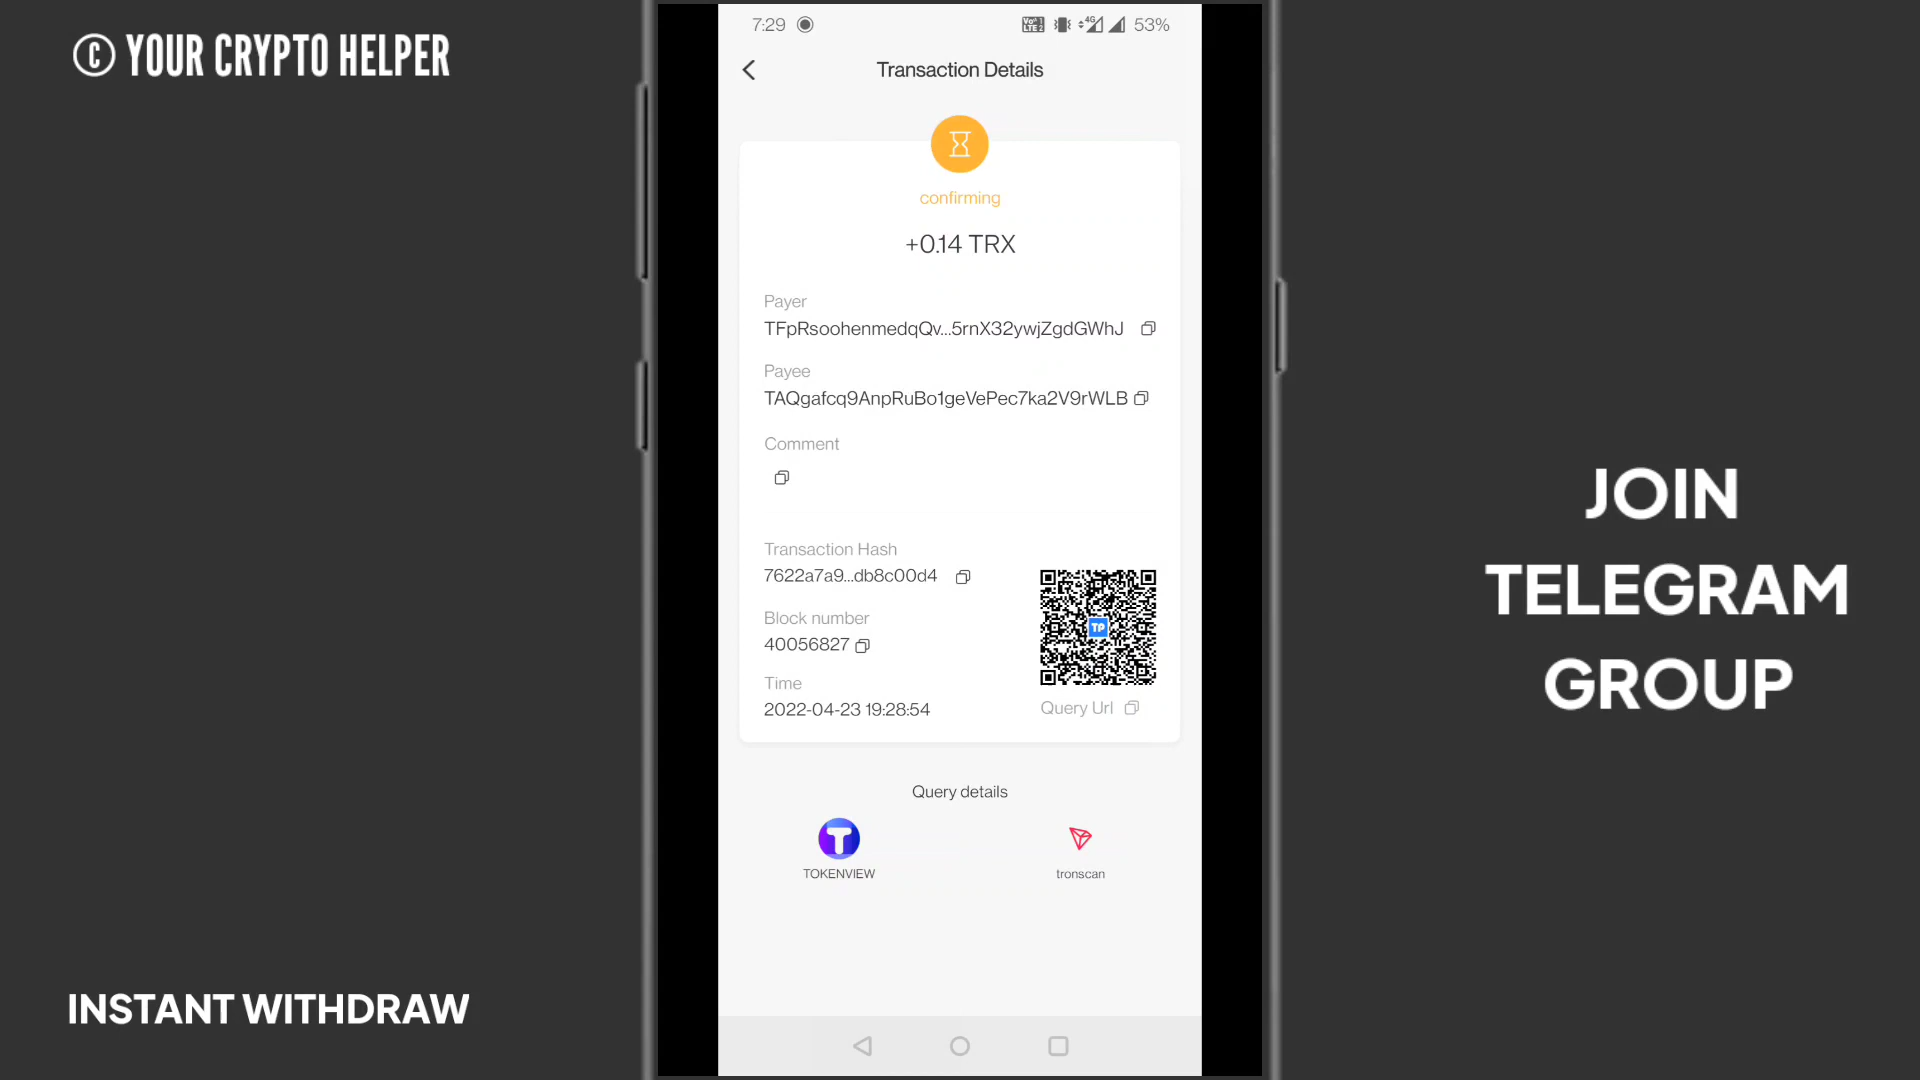 © YOUR CRYPTO HELPER
7:29
53%
Transaction Details
confirming
+0.14 TRX
Payer
TFpRsoohenmedqQv...5rnX32ywjZgdGWhJ
Payee
TAQgafcq9AnpRuBo1geVePec7ka2V9rWLB
Comment
Transaction Hash
7622a7a9...db8c00d4
Block number
40056827
Time
2022-04-23 19:28:54
TP
Query Url
Query details
TOKENVIEW
tronscan
JOIN
TELEGRAM
GROUP
INSTANT WITHDRAW